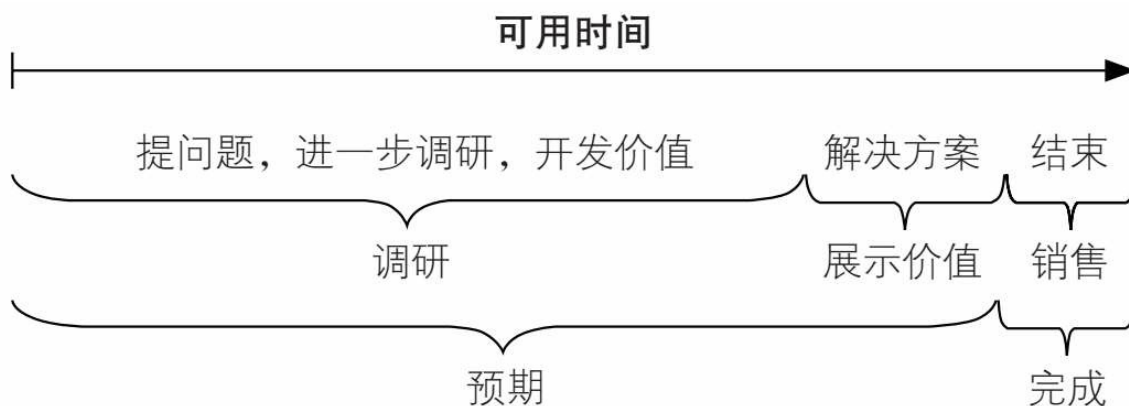 可用时间
提问题，进一步调研，开发价值 解决方案 结束
调研 展示价值 销售
预期 完成